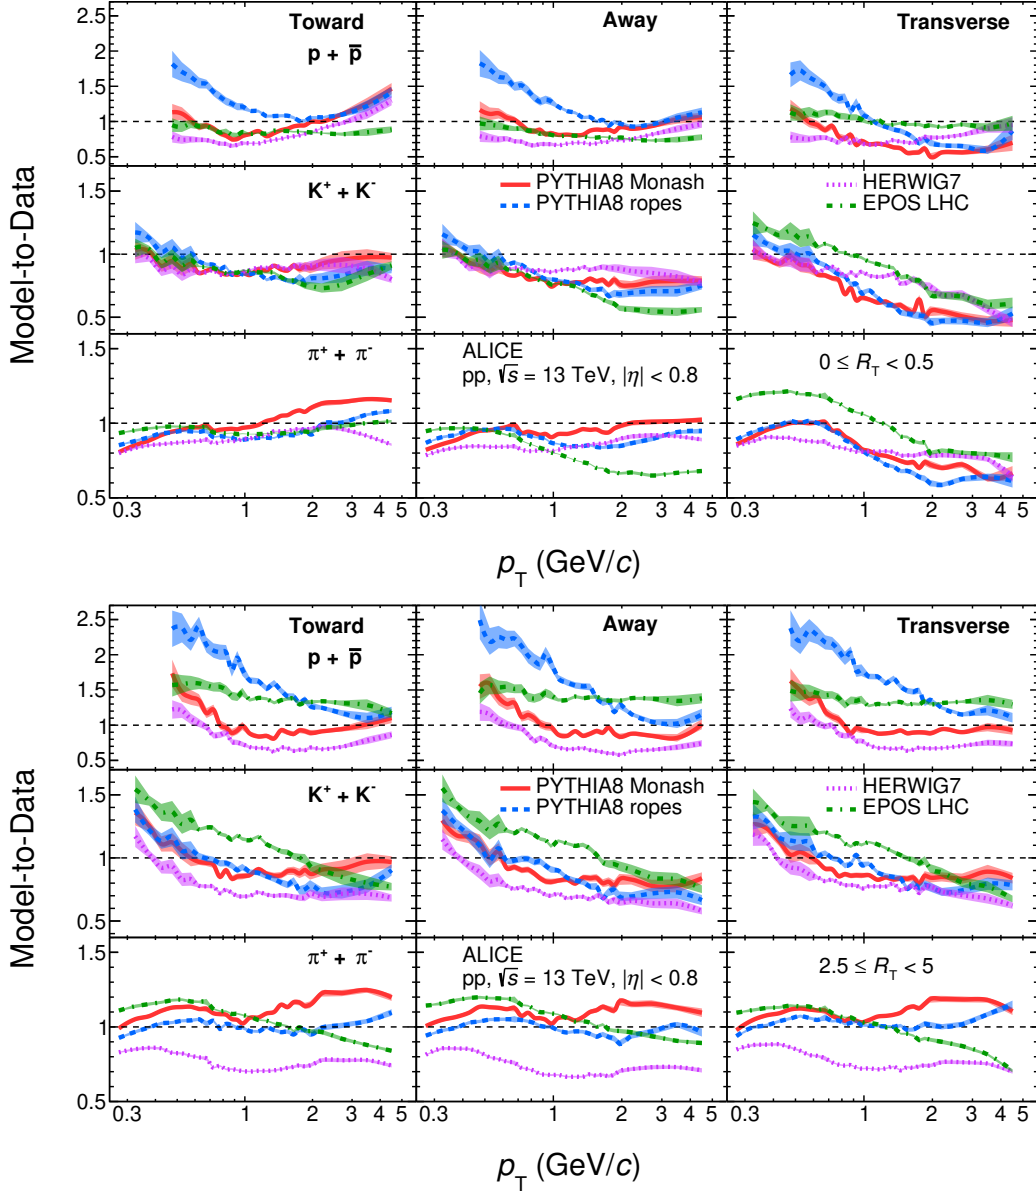 Toward Away Transverse
p + p̄
2.5
2
1.5
1
0.5
K⁺ + K⁻
PYTHIA8 Monash HERWIG7
PYTHIA8 ropes EPOS LHC
1.5
1
0.5
Model-to-Data
π⁺ + π⁻
ALICE
pp, √s = 13 TeV, |η| < 0.8
0 ≤ R_T < 0.5
1.5
1
0.5
0.3 1 2 3 4 5 0.3 1 2 3 4 5 0.3 1 2 3 4 5
p_T (GeV/c)
Toward Away Transverse
p + p̄
2.5
2
1.5
1
0.5
K⁺ + K⁻
PYTHIA8 Monash HERWIG7
PYTHIA8 ropes EPOS LHC
1.5
1
0.5
Model-to-Data
π⁺ + π⁻
ALICE
pp, √s = 13 TeV, |η| < 0.8
2.5 ≤ R_T < 5
1.5
1
0.5
0.3 1 2 3 4 5 0.3 1 2 3 4 5 0.3 1 2 3 4 5
p_T (GeV/c)